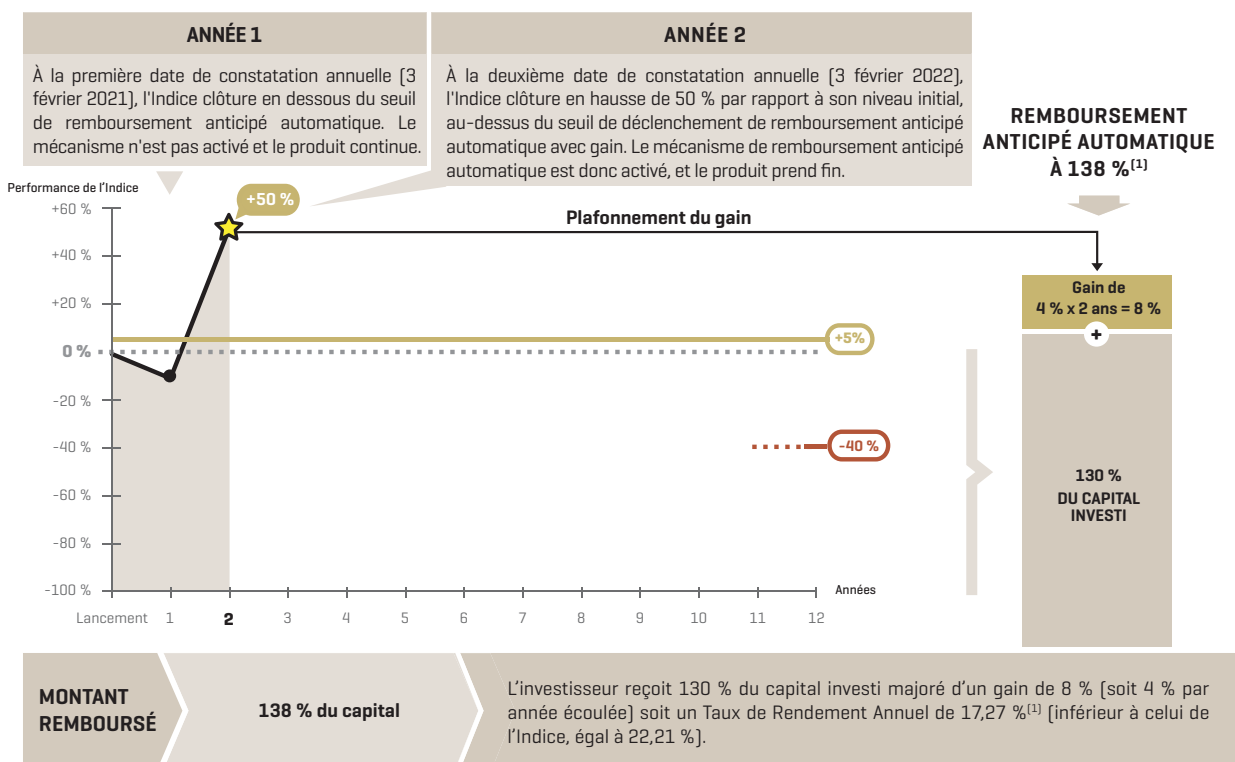 ANNÉE 1
À la première date de constatation annuelle (3
février 2021), l'Indice clôture en dessous du seuil
de remboursement anticipé automatique. Le
mécanisme n'est pas activé et le produit continue.
ANNÉE 2
À la deuxième date de constatation annuelle (3 février 2022),
l'Indice clôture en hausse de 50 % par rapport à son niveau initial,
au-dessus du seuil de déclenchement de remboursement anticipé
automatique avec gain. Le mécanisme de remboursement anticipé
automatique est donc activé, et le produit prend fin.
REMBOURSEMENT
ANTICIPÉ AUTOMATIQUE
À 138 %(1)
Performance de l'Indice
+60 %
+40 %
+20 %
0 %
-20 %
-40 %
-60 %
-80 %
-100 %
+50 %
Plafonnement du gain
+5%
-40 %
Années
Lancement 1 2 3 4 5 6 7 8 9 10 11 12
Gain de
4 % x 2 ans = 8 %
+
130 %
DU CAPITAL
INVESTI
MONTANT
REMBOURSÉ
138 % du capital
L'investisseur reçoit 130 % du capital investi majoré d'un gain de 8 % (soit 4 % par
année écoulée) soit un Taux de Rendement Annuel de 17,27 %(1) (inférieur à celui de
l'Indice, égal à 22,21 %).